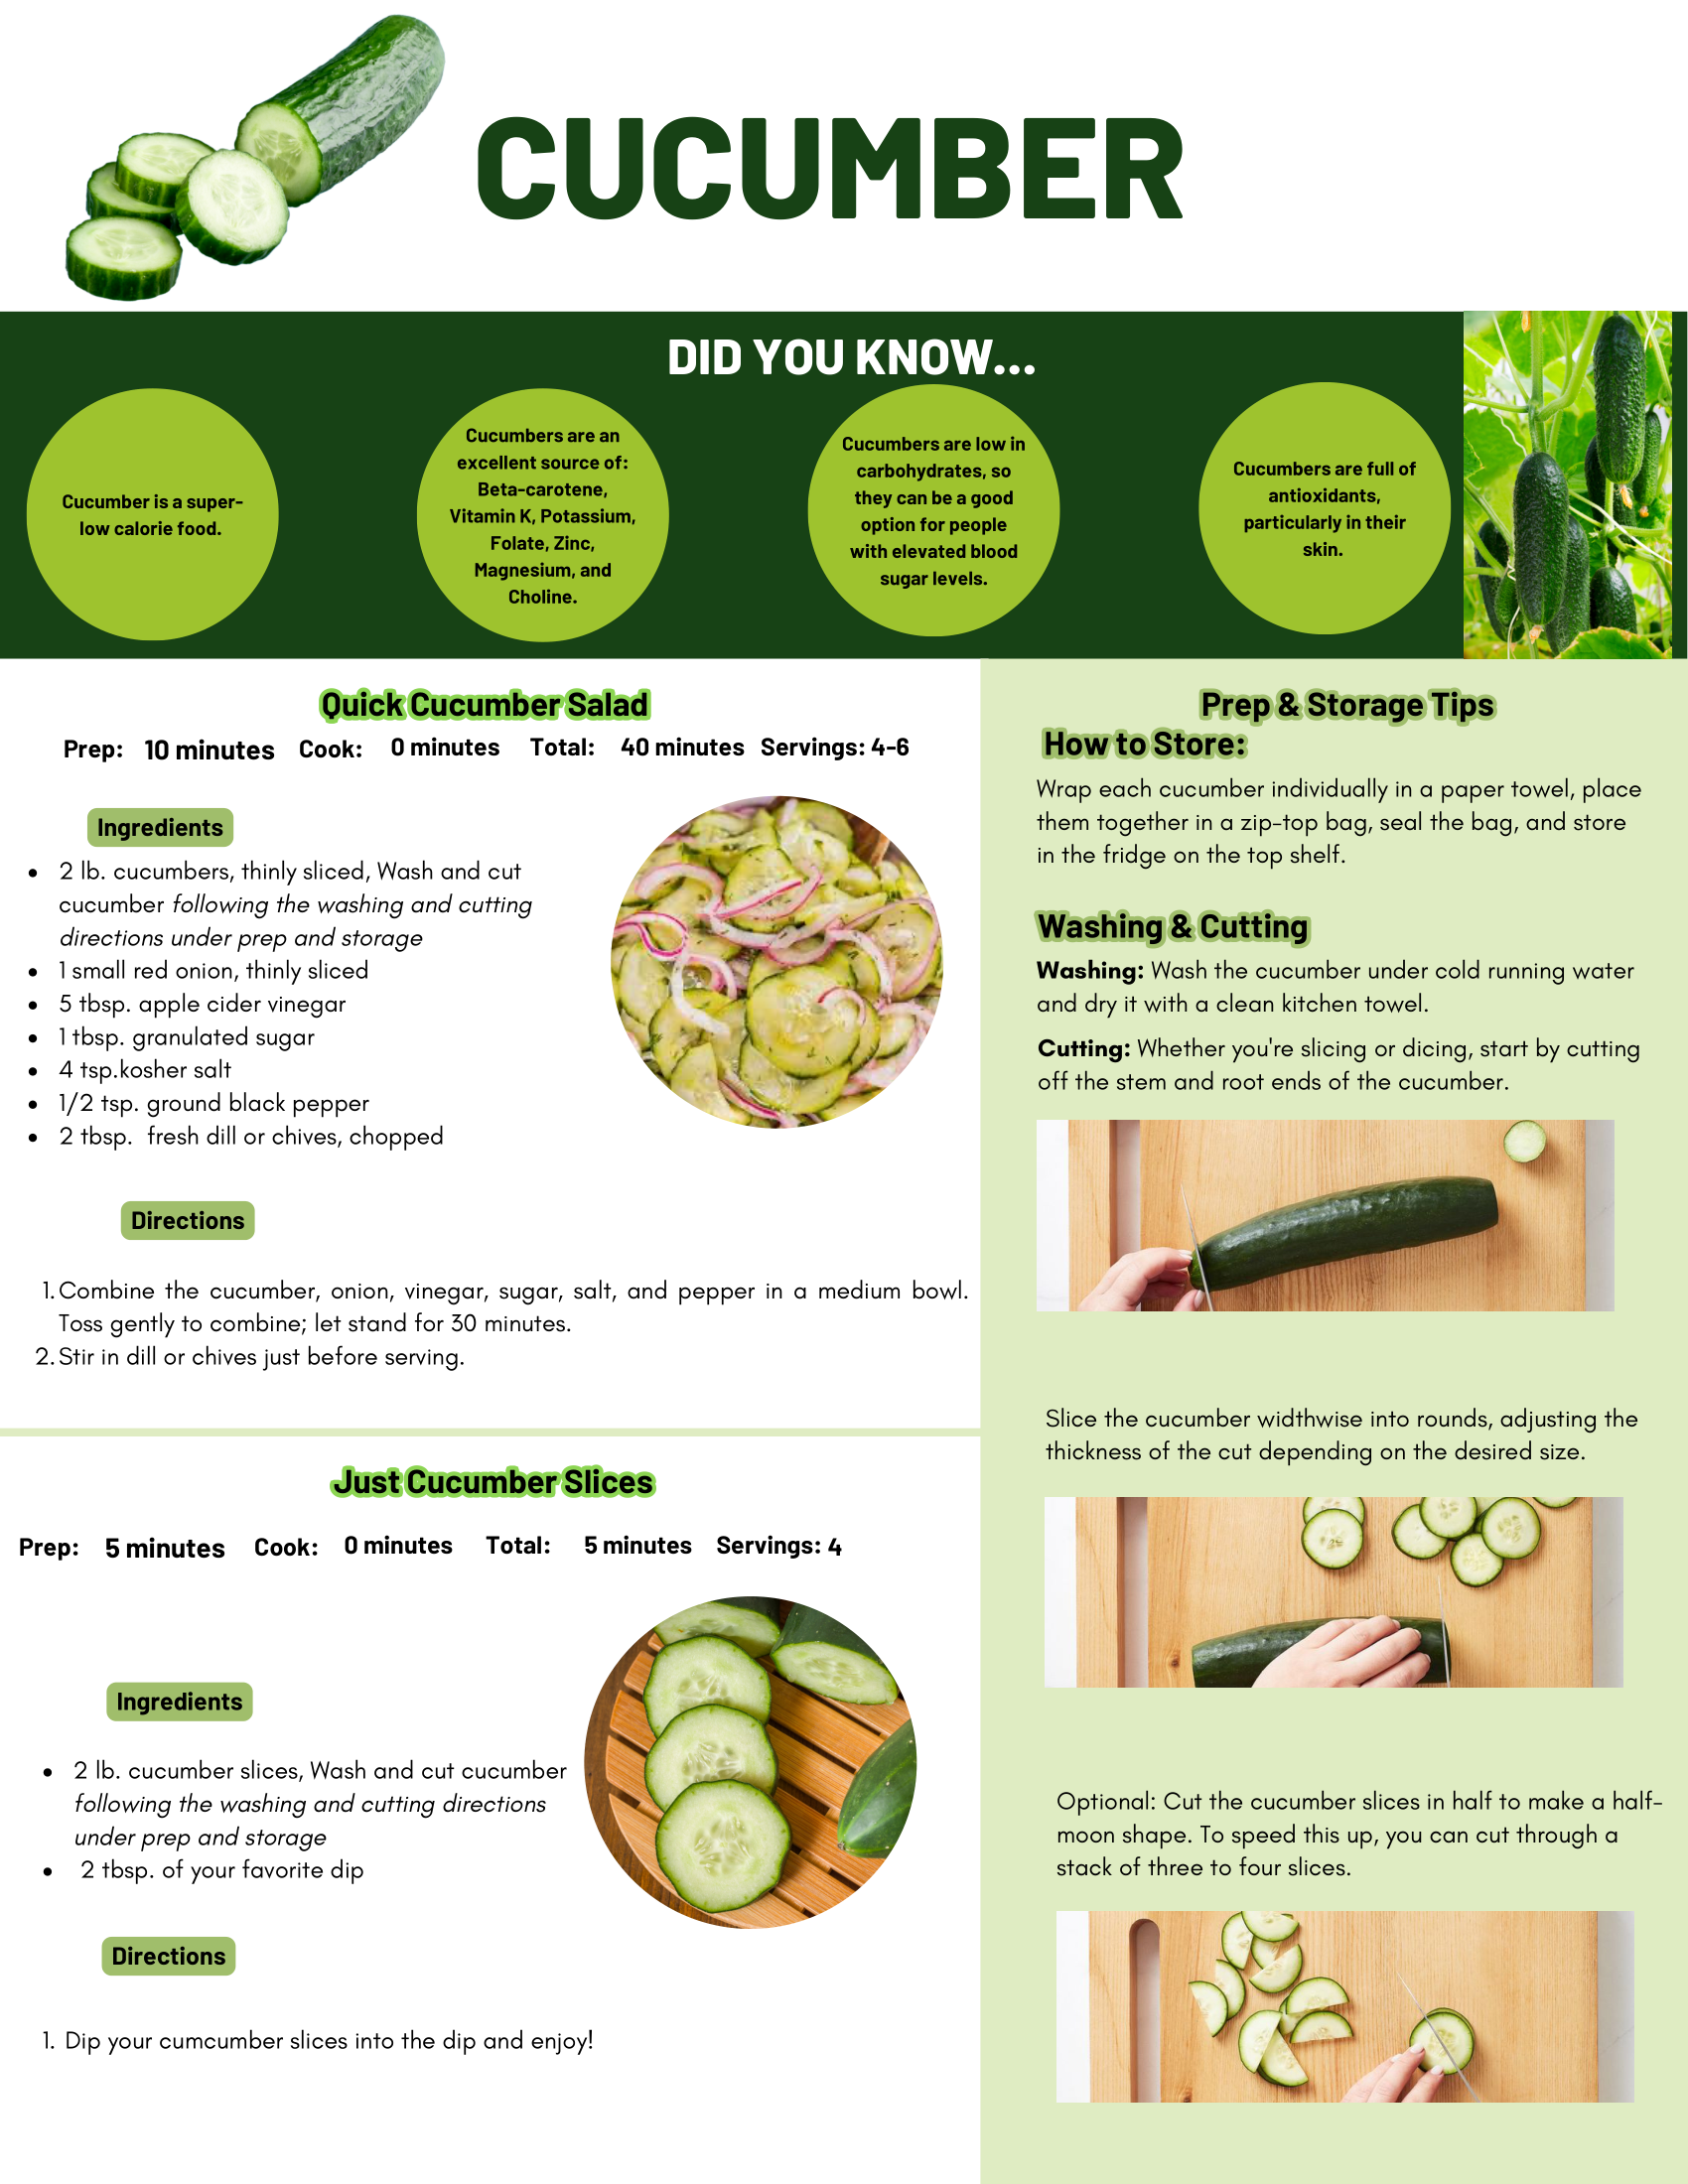 CUCUMBER
DID YOU KNOW...
Cucumber is a super-
low calorie food.
Cucumbers are an
excellent source of:
Beta-carotene,
Vitamin K, Potassium,
Folate, Zinc,
Magnesium, and
Choline.
Cucumbers are low in
carbohydrates, so
they can be a good
option for people
with elevated blood
sugar levels.
Cucumbers are full of
antioxidants,
particularly in their
skin.
Quick Cucumber Salad
Prep: 10 minutes Cook: 0 minutes Total: 40 minutes Servings: 4-6
Ingredients
• 2 lb. cucumbers, thinly sliced, Wash and cut
cucumber following the washing and cutting
directions under prep and storage
• 1 small red onion, thinly sliced
• 5 tbsp. apple cider vinegar
• 1 tbsp. granulated sugar
• 4 tsp.kosher salt
• 1/2 tsp. ground black pepper
• 2 tbsp. fresh dill or chives, chopped
Directions
1. Combine the cucumber, onion, vinegar, sugar, salt, and pepper in a medium bowl.
Toss gently to combine; let stand for 30 minutes.
2. Stir in dill or chives just before serving.
Just Cucumber Slices
Prep: 5 minutes Cook: 0 minutes Total: 5 minutes Servings: 4
Ingredients
• 2 lb. cucumber slices, Wash and cut cucumber
following the washing and cutting directions
under prep and storage
• 2 tbsp. of your favorite dip
Directions
1. Dip your cumcumber slices into the dip and enjoy!
Prep & Storage Tips
How to Store:
Wrap each cucumber individually in a paper towel, place
them together in a zip-top bag, seal the bag, and store
in the fridge on the top shelf.
Washing & Cutting
Washing: Wash the cucumber under cold running water
and dry it with a clean kitchen towel.
Cutting: Whether you're slicing or dicing, start by cutting
off the stem and root ends of the cucumber.
Slice the cucumber widthwise into rounds, adjusting the
thickness of the cut depending on the desired size.
Optional: Cut the cucumber slices in half to make a half-
moon shape. To speed this up, you can cut through a
stack of three to four slices.